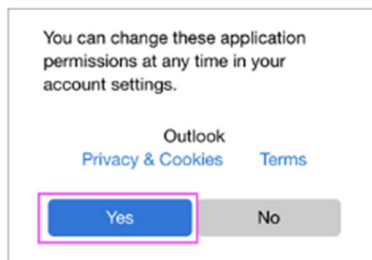 You can change these application
permissions at any time in your
account settings.
Outlook
Privacy & Cookies Terms
Yes No